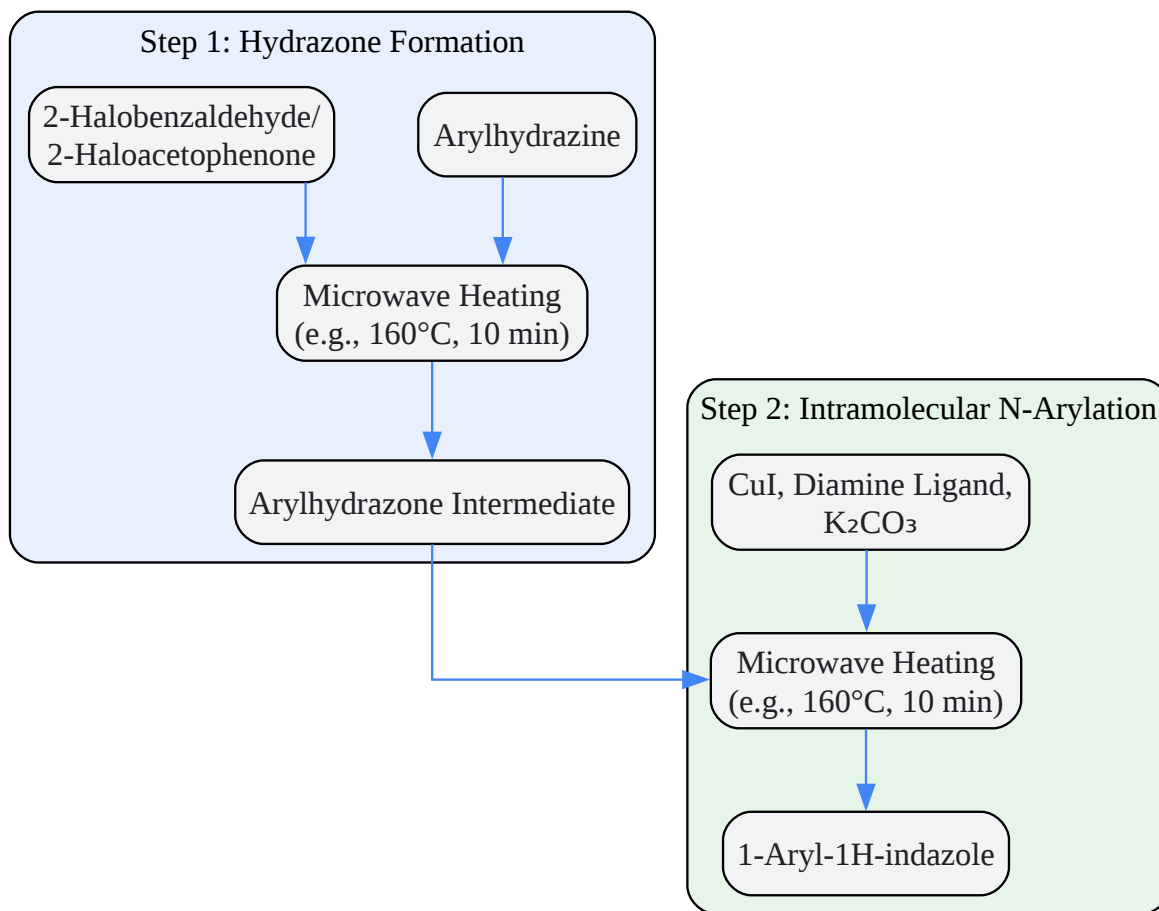 Step 1: Hydrazone Formation
2-Halobenzaldehyde/
2-Haloacetophenone
Arylhydrazine
Microwave Heating
(e.g., 160°C, 10 min)
Arylhydrazone Intermediate
Step 2: Intramolecular N-Arylation
CuI, Diamine Ligand,
K₂CO₃
Microwave Heating
(e.g., 160°C, 10 min)
1-Aryl-1H-indazole